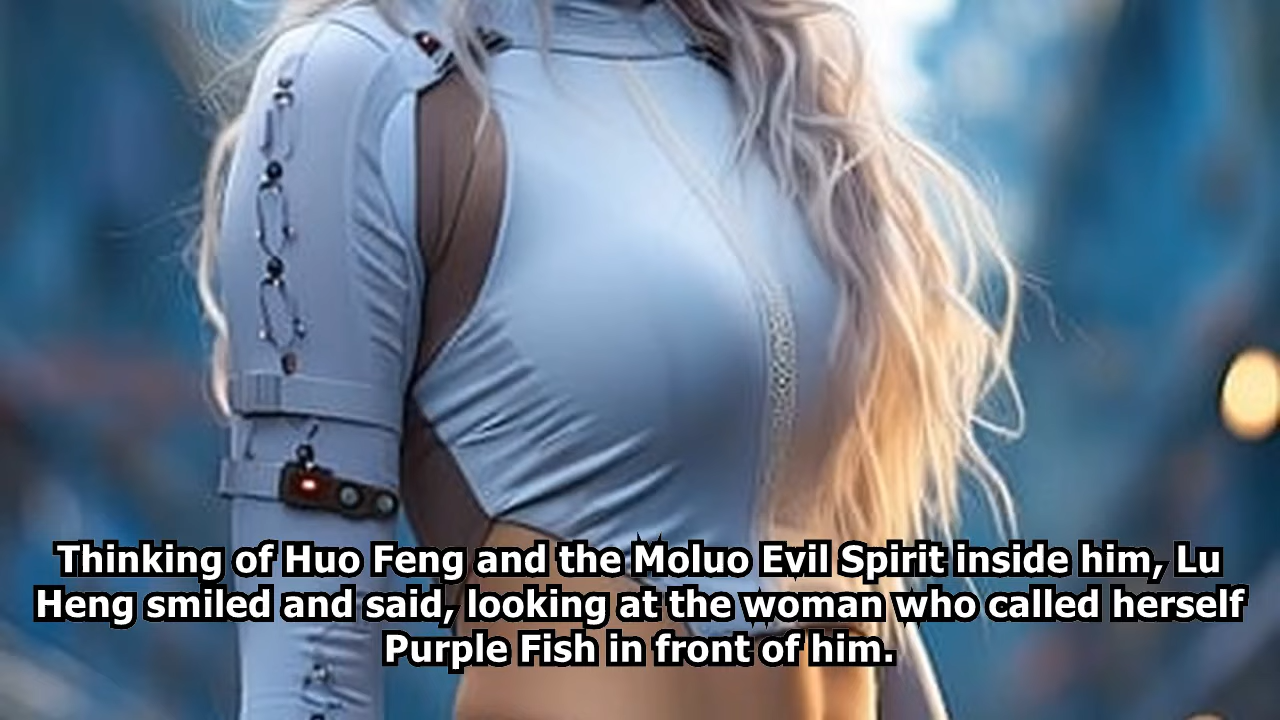 Thinking of Huo Feng and the Moluo Evil Spirit inside him, Lu
Heng smiled and said, looking at the woman who called herself
Purple Fish in front of him.